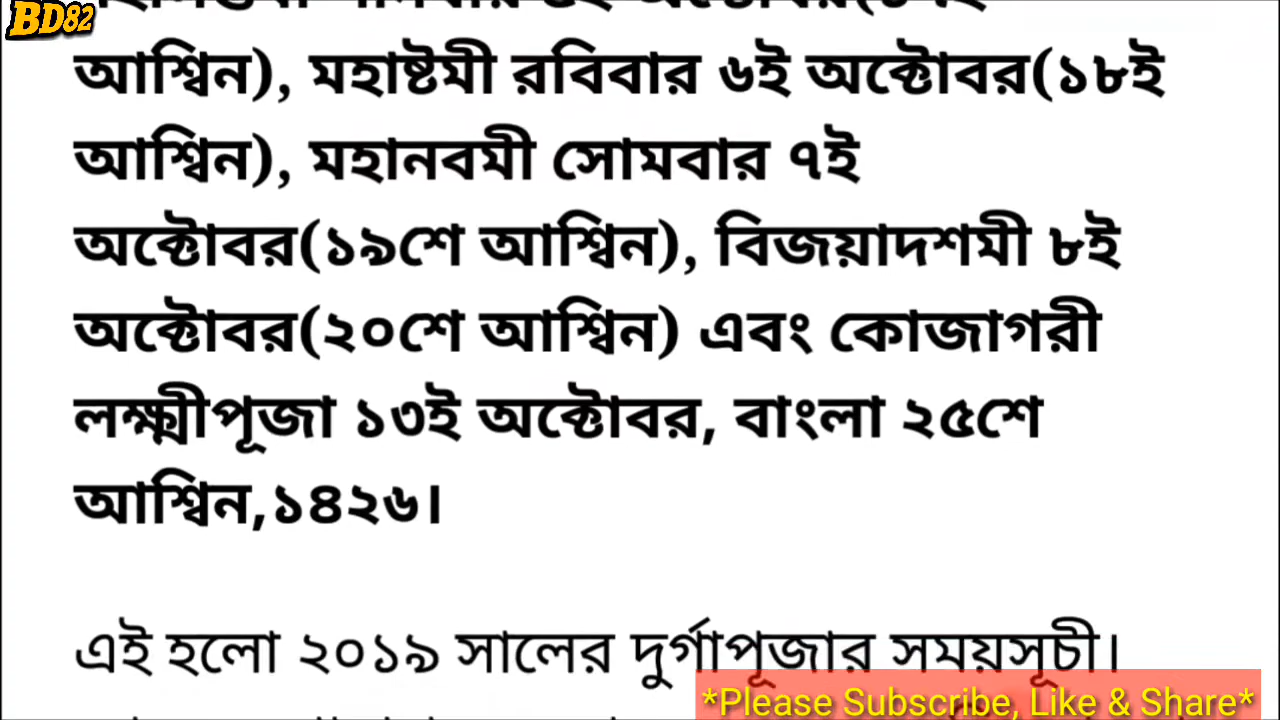 BD82
আশ্বিন), মহাষ্টমী রবিবার ৬ই অক্টোবর(১৮ই
আশ্বিন), মহানবমী সোমবার ৭ই
অক্টোবর(১৯শে আশ্বিন), বিজয়াদশমী ৮ই
অক্টোবর(২০শে আশ্বিন) এবং কোজাগরী
লক্ষ্মীপূজা ১৩ই অক্টোবর, বাংলা ২৫শে
আশ্বিন,১৪২৬।
এই হলো ২০১৯ সালের দুর্গাপূজার সময়সূচী।
*Please Subscribe, Like & Share*